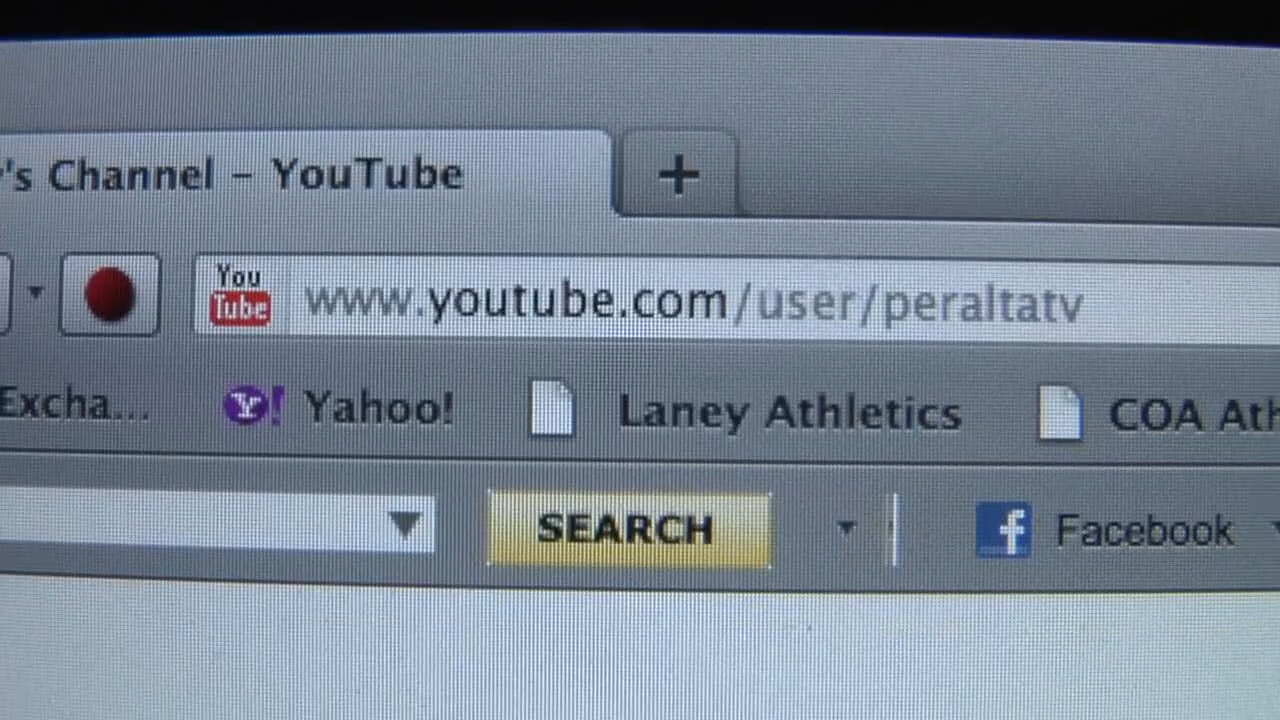 's Channel – YouTube
You
Tube
www.youtube.com/user/peraltatv
Excha...
Y! Yahoo!
Laney Athletics
COA Ath
SEARCH
f Facebook